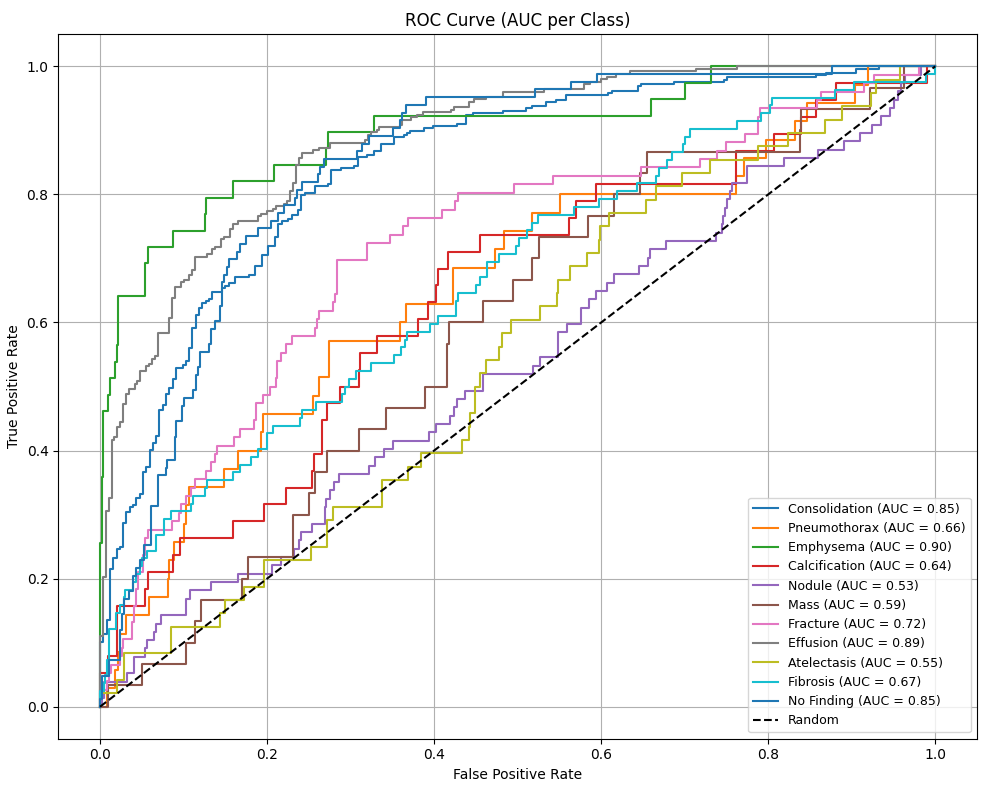 ROC Curve (AUC per Class)
True Positive Rate
1.0
0.8
0.6
0.4
0.2
0.0
0.0 0.2 0.4 0.6 0.8 1.0
False Positive Rate
Consolidation (AUC = 0.85)
Pneumothorax (AUC = 0.66)
Emphysema (AUC = 0.90)
Calcification (AUC = 0.64)
Nodule (AUC = 0.53)
Mass (AUC = 0.59)
Fracture (AUC = 0.72)
Effusion (AUC = 0.89)
Atelectasis (AUC = 0.55)
Fibrosis (AUC = 0.67)
No Finding (AUC = 0.85)
Random